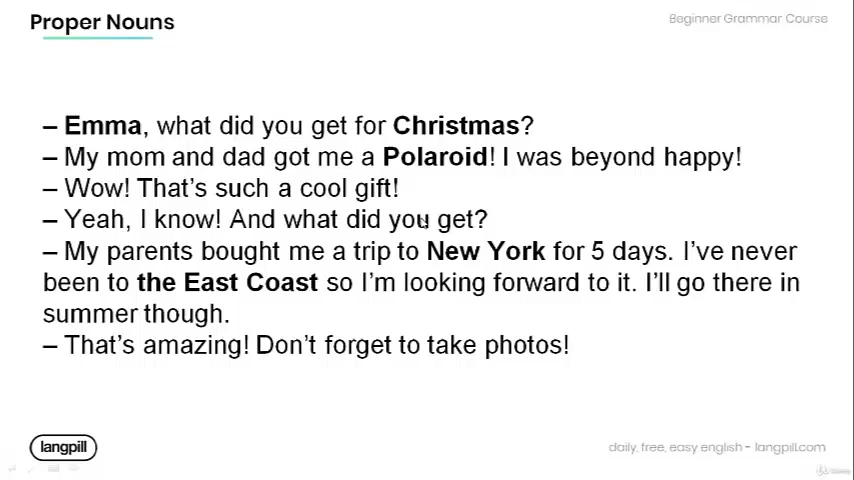 Proper Nouns
Beginner Grammar Course
– Emma, what did you get for Christmas?
– My mom and dad got me a Polaroid! I was beyond happy!
– Wow! That's such a cool gift!
– Yeah, I know! And what did you get?
– My parents bought me a trip to New York for 5 days. I've never
been to the East Coast so I'm looking forward to it. I'll go there in
summer though.
– That's amazing! Don't forget to take photos!
langpill
daily, free, easy english – langpill.com